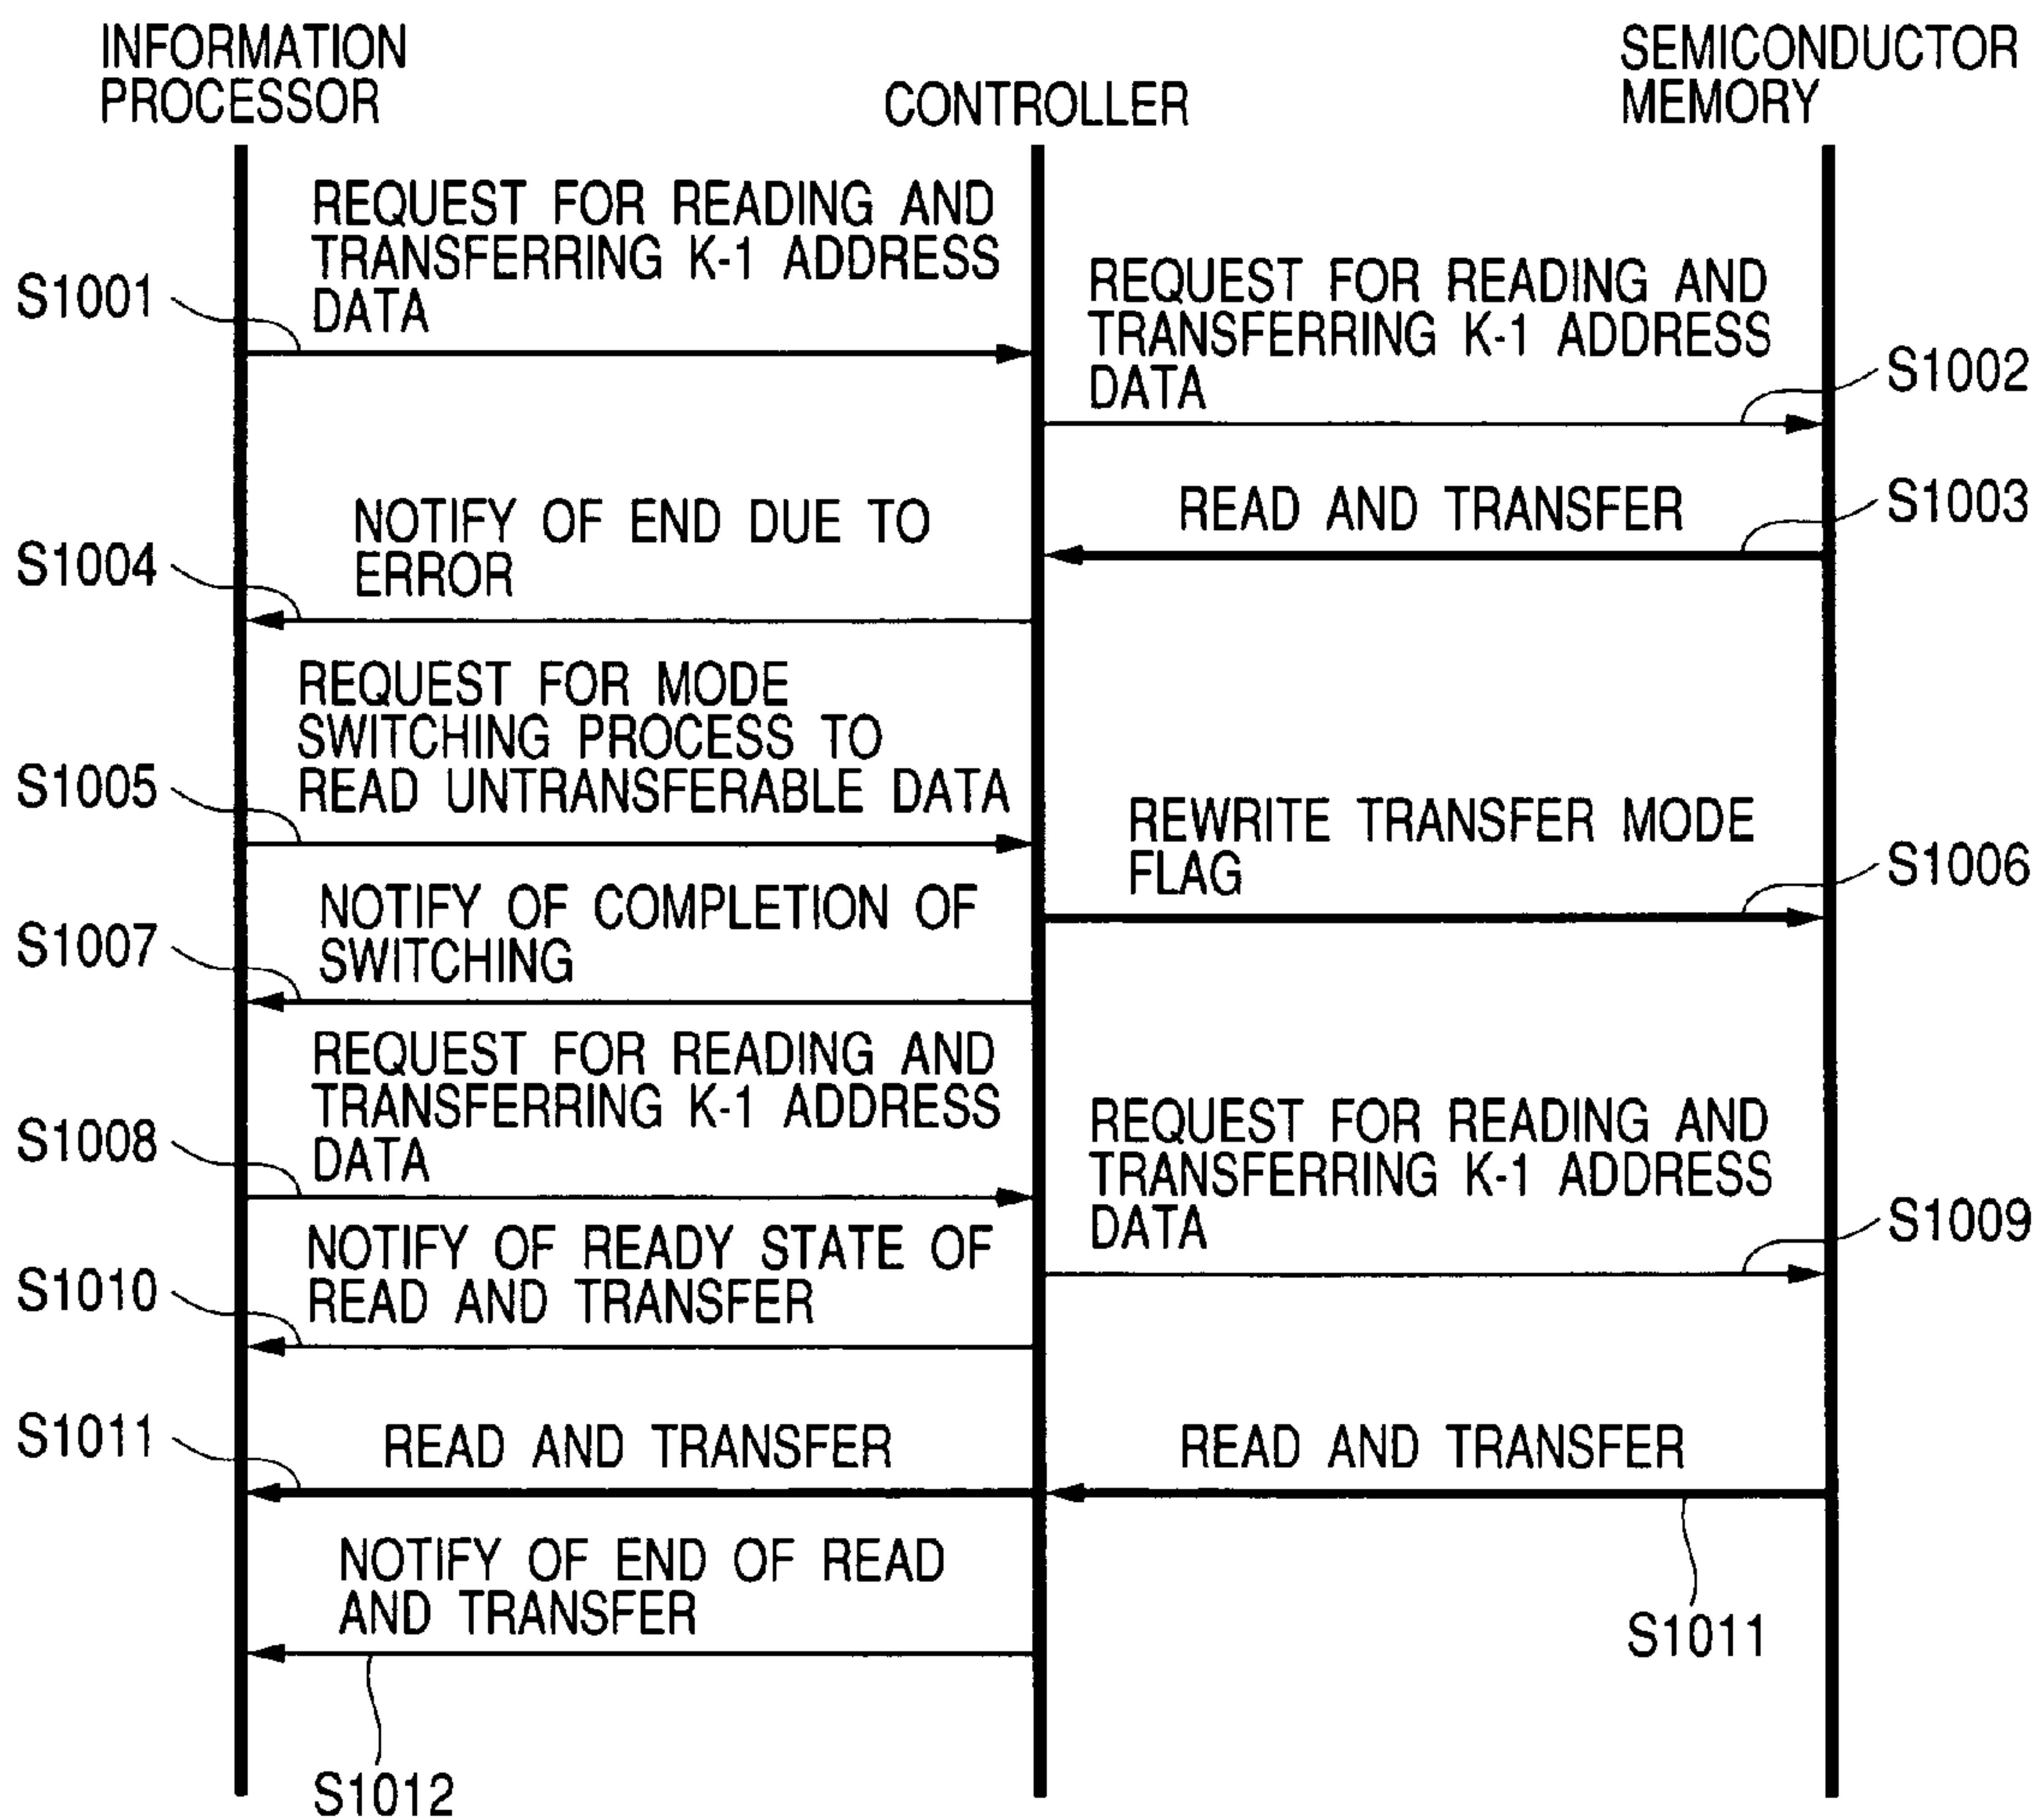 INFORMATION
PROCESSOR
CONTROLLER
SEMICONDUCTOR
MEMORY
REQUEST FOR READING AND
TRANSFERRING K-1 ADDRESS
DATA
S1001
REQUEST FOR READING AND
TRANSFERRING K-1 ADDRESS
DATA
S1002
READ AND TRANSFER
S1003
NOTIFY OF END DUE TO
ERROR
S1004
REQUEST FOR MODE
SWITCHING PROCESS TO
READ UNTRANSFERABLE DATA
S1005
REWRITE TRANSFER MODE
FLAG
S1006
NOTIFY OF COMPLETION OF
SWITCHING
S1007
REQUEST FOR READING AND
TRANSFERRING K-1 ADDRESS
DATA
S1008
REQUEST FOR READING AND
TRANSFERRING K-1 ADDRESS
DATA
S1009
NOTIFY OF READY STATE OF
READ AND TRANSFER
S1010
S1011
READ AND TRANSFER
READ AND TRANSFER
S1011
NOTIFY OF END OF READ
AND TRANSFER
S1012